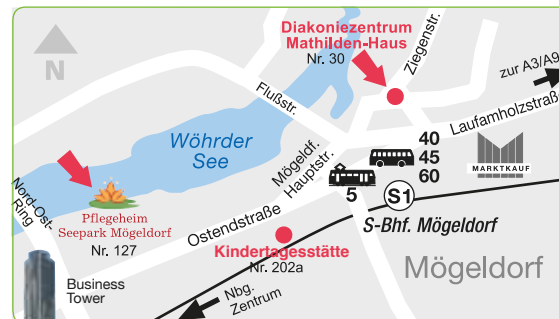 Diakoniezentrum
Mathilden-Haus
Nr. 30
Ziegenstr.
zur A3/A9
N
Flußstr.
Laufamholzstraße
Wöhrder
See
Mögeldf.
Hauptstr.
40
45
60
MARKTKAUF
5
S1
Nord-Ost-
Ring
Pflegeheim
Seepark Mögeldorf
Nr. 127
Ostendstraße
S-Bhf. Mögeldorf
Kindertagesstätte
Nr. 202a
Mögeldorf
Business
Tower
Nbg.
Zentrum